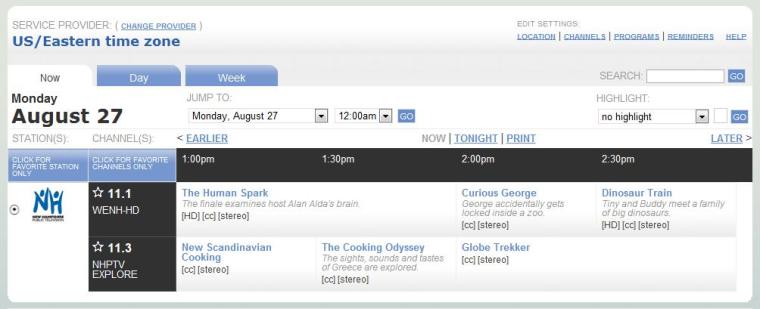 SERVICE PROVIDER: ( CHANGE PROVIDER )
US/Eastern time zone
EDIT SETTINGS:
LOCATION | CHANNELS | PROGRAMS | REMINDERS HELP
Now Day Week
SEARCH: GO
Monday
August 27
JUMP TO:
Monday, August 27 12:00am GO
HIGHLIGHT:
no highlight GO
STATION(S): CHANNEL(S): < EARLIER NOW | TONIGHT | PRINT LATER >
CLICK FOR
FAVORITE STATION
ONLY
CLICK FOR FAVORITE
CHANNELS ONLY
1:00pm 1:30pm 2:00pm 2:30pm
NH
NEW HAMPSHIRE
PUBLIC TELEVISION
11.1
WENH-HD
The Human Spark
The finale examines host Alan Alda's brain.
[HD] [cc] [stereo]
Curious George
George accidentally gets
locked inside a zoo.
[cc] [stereo]
Dinosaur Train
Tiny and Buddy meet a family
of big dinosaurs.
[HD] [cc] [stereo]
11.3
NHPTV
EXPLORE
New Scandinavian
Cooking
[cc] [stereo]
The Cooking Odyssey
The sights, sounds and tastes
of Greece are explored.
[cc] [stereo]
Globe Trekker
[cc] [stereo]